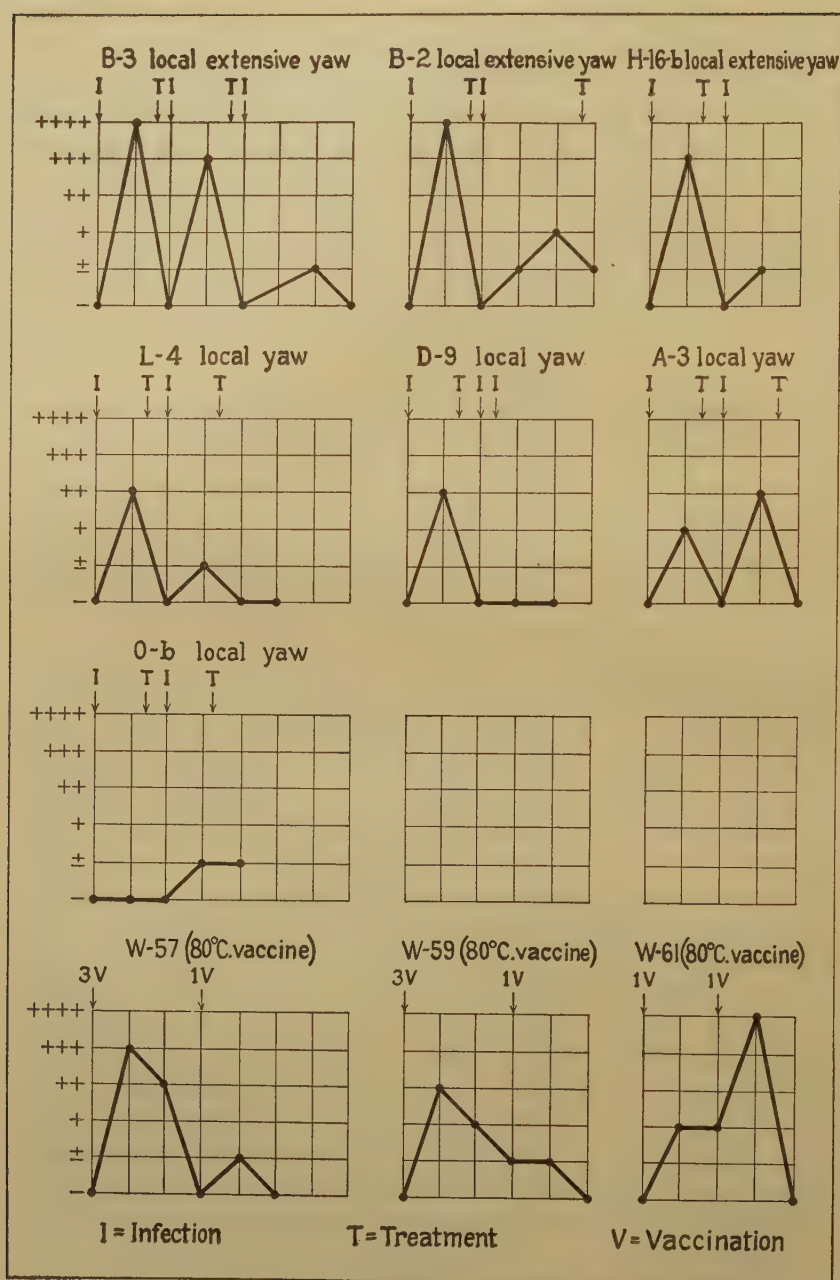 B-3 local extensive yaw B-2 local extensive yaw H-16-b local extensive yaw
I T I T I I T I T I T I
++++
+++
++
+
±
−
L-4 local yaw D-9 local yaw A-3 local yaw
I T I T I T I I I T I T
++++
+++
++
+
±
−
O-b local yaw
I T I T
++++
+++
++
+
±
−
W-57 (80°C. vaccine) W-59 (80°C. vaccine) W-61 (80°C. vaccine)
3V 1V 3V 1V 1V 1V
++++
+++
++
+
±
−
I = Infection T = Treatment V = Vaccination